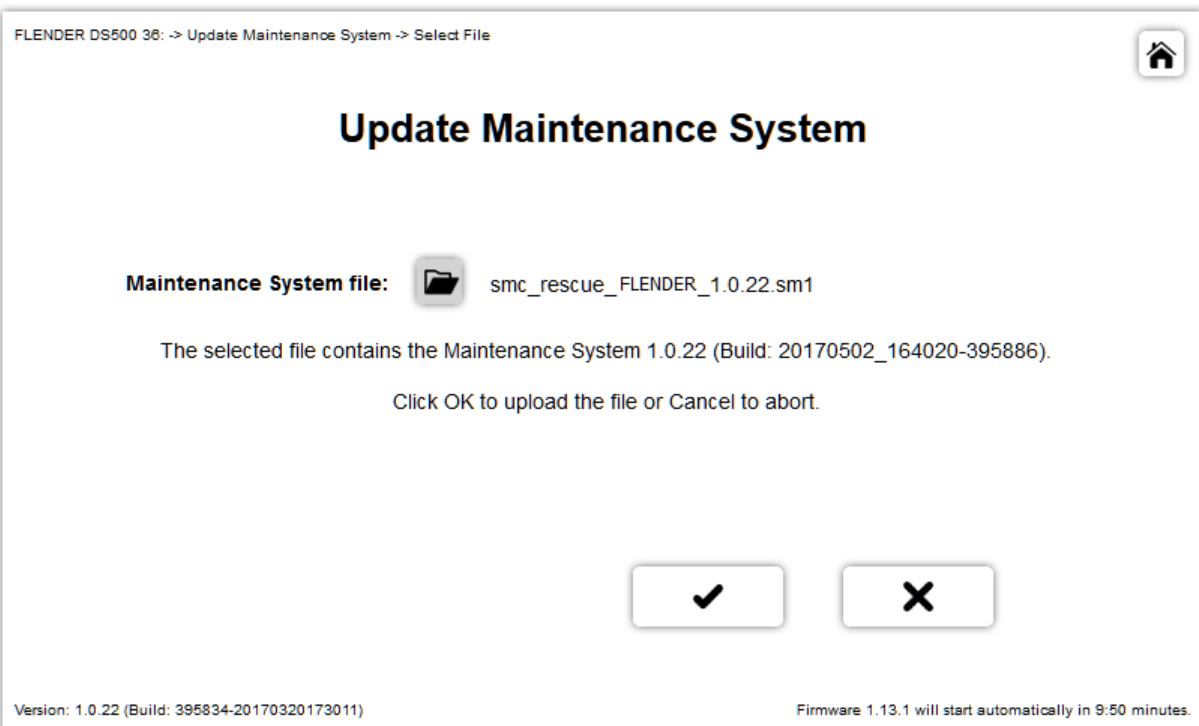 FLENDER DS500 36: -> Update Maintenance System -> Select File
Update Maintenance System
Maintenance System file: smc_rescue_FLENDER_1.0.22.sm1
The selected file contains the Maintenance System 1.0.22 (Build: 20170502_164020-395886).
Click OK to upload the file or Cancel to abort.
Version: 1.0.22 (Build: 395834-20170320173011) Firmware 1.13.1 will start automatically in 9:50 minutes.